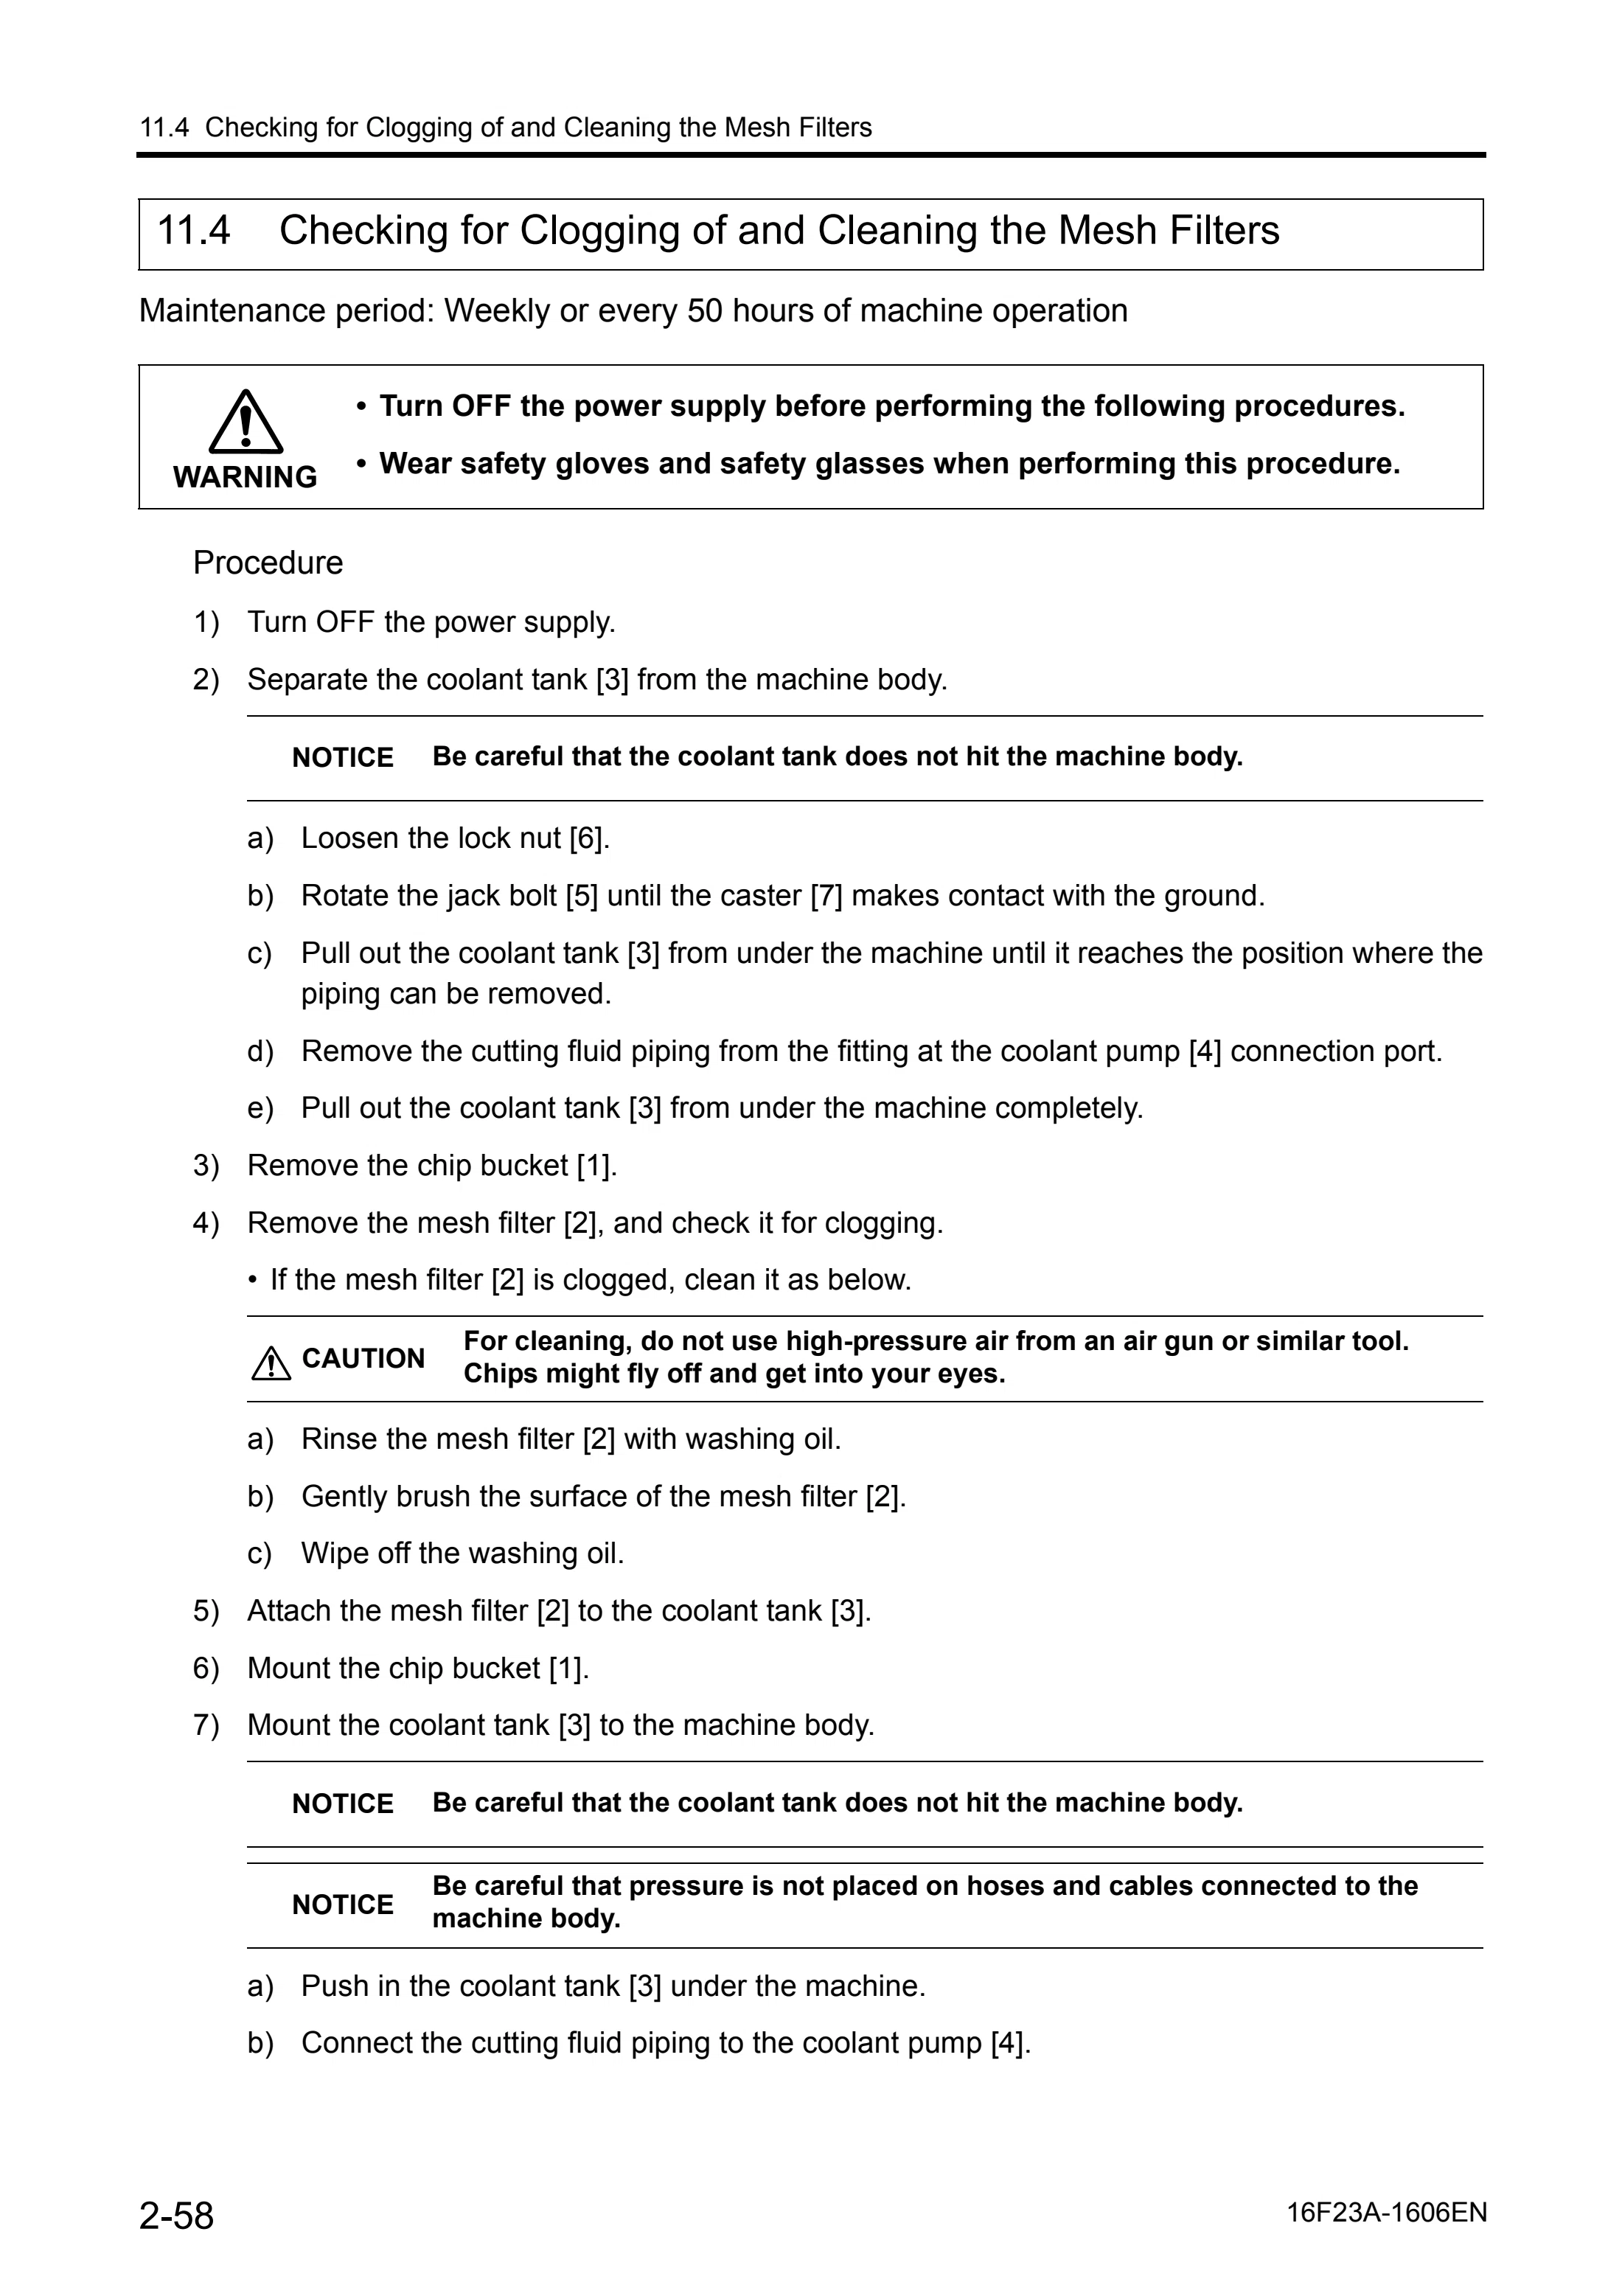 11.4 Checking for Clogging of and Cleaning the Mesh Filters
11.4 Checking for Clogging of and Cleaning the Mesh Filters
Maintenance period: Weekly or every 50 hours of machine operation
WARNING
• Turn OFF the power supply before performing the following procedures.
• Wear safety gloves and safety glasses when performing this procedure.
Procedure
1) Turn OFF the power supply.
2) Separate the coolant tank [3] from the machine body.
NOTICE Be careful that the coolant tank does not hit the machine body.
a) Loosen the lock nut [6].
b) Rotate the jack bolt [5] until the caster [7] makes contact with the ground.
c) Pull out the coolant tank [3] from under the machine until it reaches the position where the
piping can be removed.
d) Remove the cutting fluid piping from the fitting at the coolant pump [4] connection port.
e) Pull out the coolant tank [3] from under the machine completely.
3) Remove the chip bucket [1].
4) Remove the mesh filter [2], and check it for clogging.
• If the mesh filter [2] is clogged, clean it as below.
CAUTION
For cleaning, do not use high-pressure air from an air gun or similar tool.
Chips might fly off and get into your eyes.
a) Rinse the mesh filter [2] with washing oil.
b) Gently brush the surface of the mesh filter [2].
c) Wipe off the washing oil.
5) Attach the mesh filter [2] to the coolant tank [3].
6) Mount the chip bucket [1].
7) Mount the coolant tank [3] to the machine body.
NOTICE Be careful that the coolant tank does not hit the machine body.
NOTICE
Be careful that pressure is not placed on hoses and cables connected to the
machine body.
a) Push in the coolant tank [3] under the machine.
b) Connect the cutting fluid piping to the coolant pump [4].
2-58
16F23A-1606EN